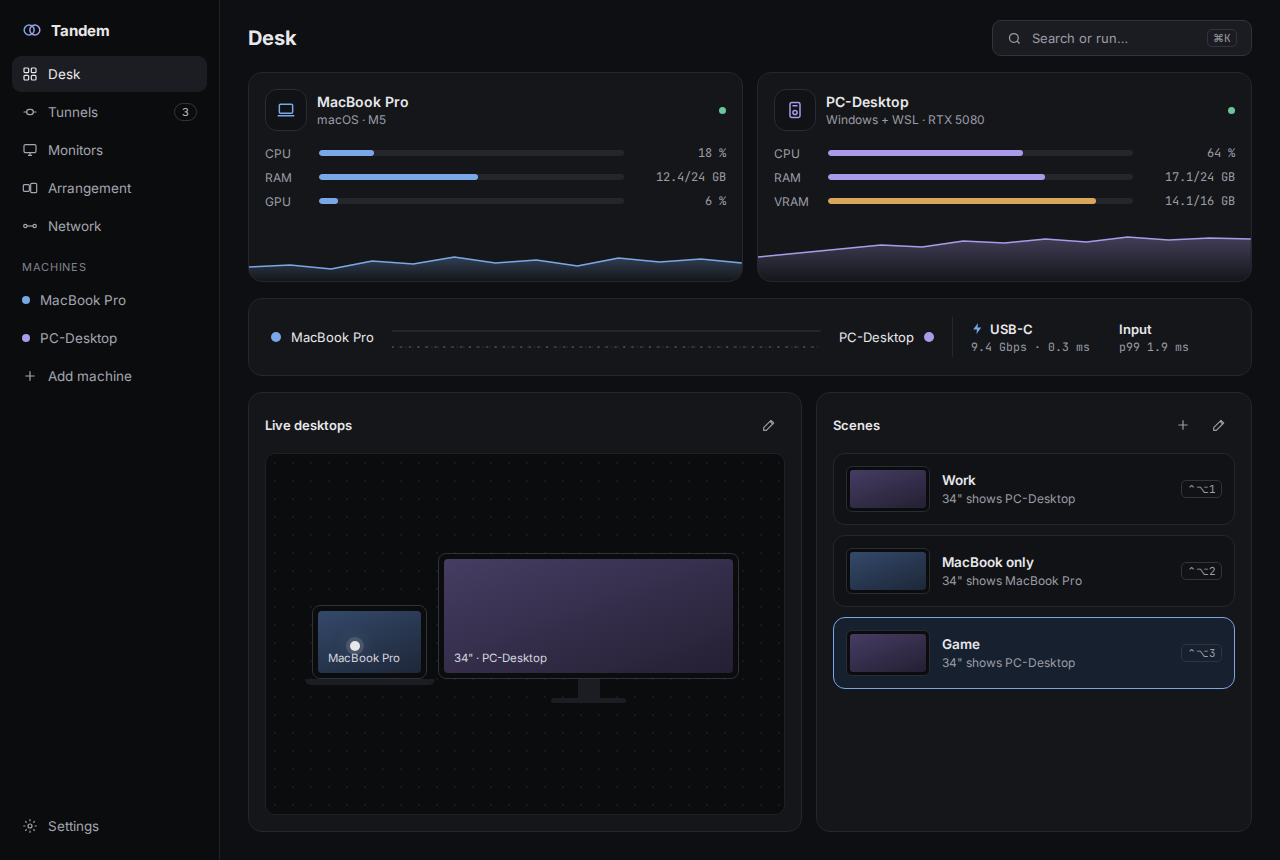 Tandem
Desk
Tunnels
3
Monitors
Arrangement
Network
MACHINES
MacBook Pro
PC-Desktop
Add machine
Settings
Desk
Search or run...
⌘K
MacBook Pro
macOS · M5
CPU
18 %
RAM
12.4/24 GB
GPU
6 %
PC-Desktop
Windows + WSL · RTX 5080
CPU
64 %
RAM
17.1/24 GB
VRAM
14.1/16 GB
MacBook Pro
PC-Desktop
USB-C
9.4 Gbps · 0.3 ms
Input
p99 1.9 ms
Live desktops
MacBook Pro
34" · PC-Desktop
Scenes
Work
34" shows PC-Desktop
⌃⌥1
MacBook only
34" shows MacBook Pro
⌃⌥2
Game
34" shows PC-Desktop
⌃⌥3